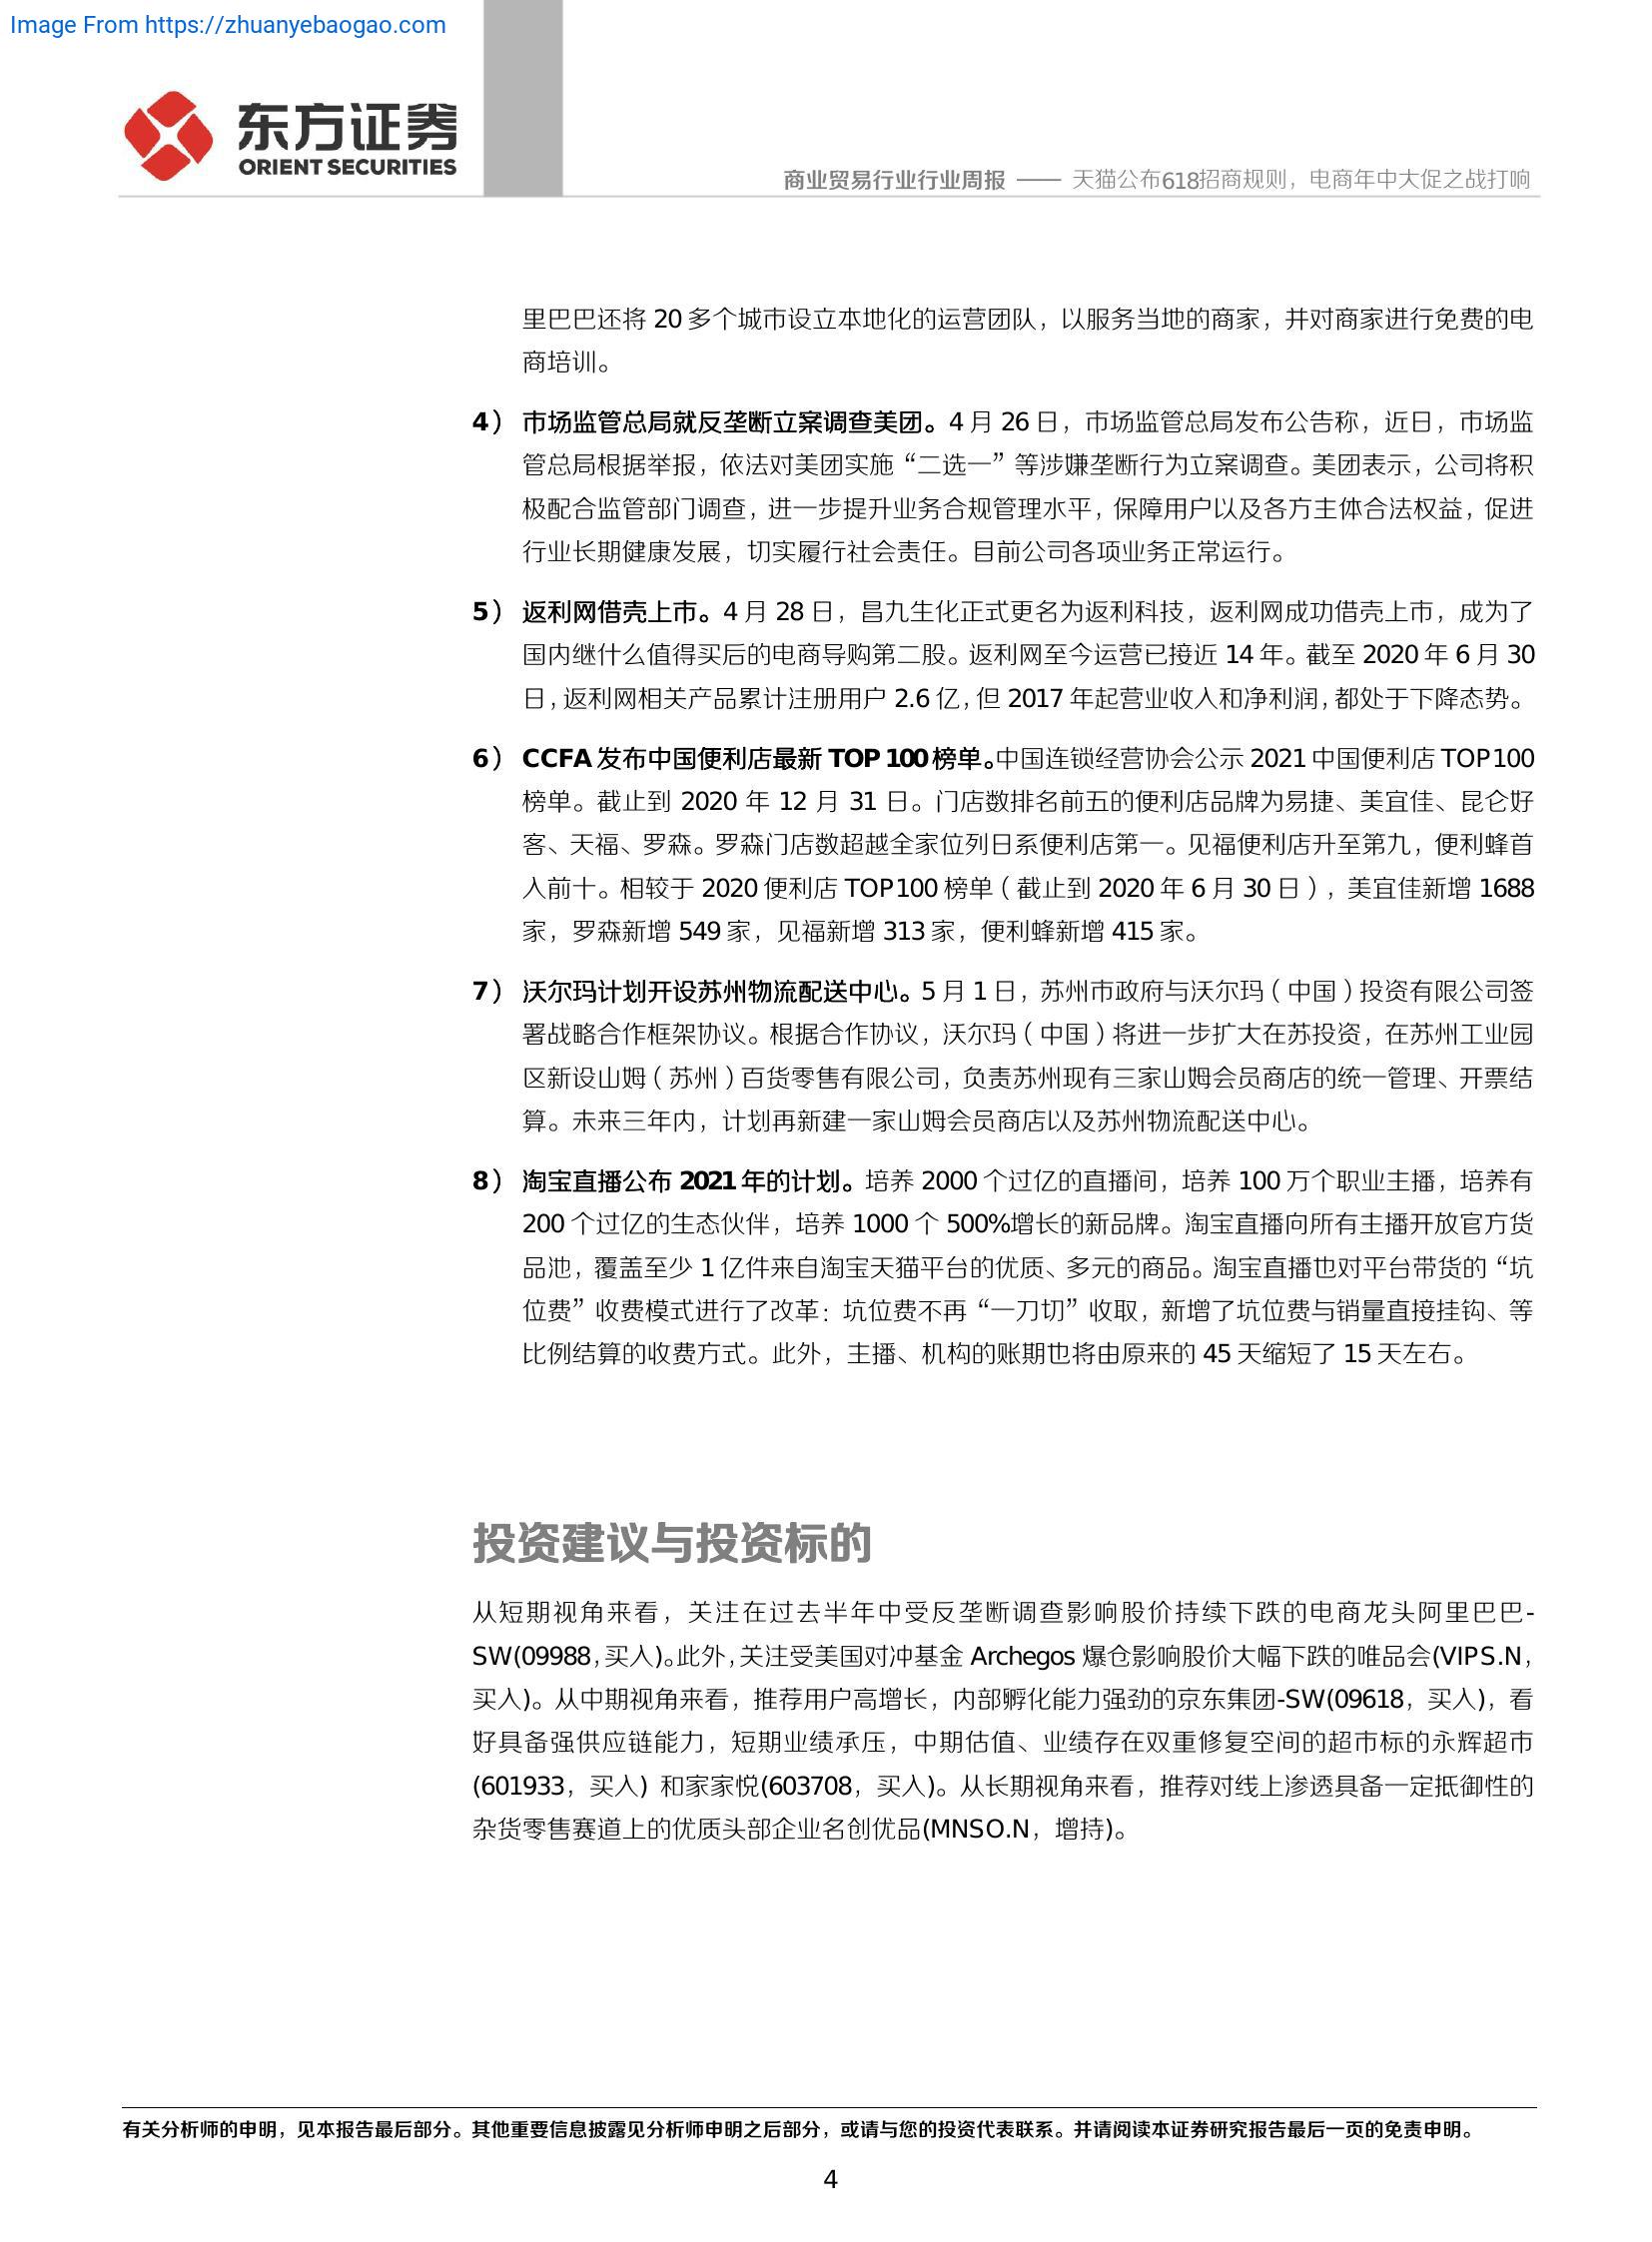 Image From https://zhuanyebaogao.com
东方证券
ORIENT SECURITIES
商业贸易行业行业周报 —— 天猫公布618招商规则，电商年中大促之战打响
里巴巴还将 20 多个城市设立本地化的运营团队，以服务当地的商家，并对商家进行免费的电
商培训。
4） 市场监管总局就反垄断立案调查美团。4 月 26 日，市场监管总局发布公告称，近日，市场监
管总局根据举报，依法对美团实施“二选一”等涉嫌垄断行为立案调查。美团表示，公司将积
极配合监管部门调查，进一步提升业务合规管理水平，保障用户以及各方主体合法权益，促进
行业长期健康发展，切实履行社会责任。目前公司各项业务正常运行。
5） 返利网借壳上市。4 月 28 日，昌九生化正式更名为返利科技，返利网成功借壳上市，成为了
国内继什么值得买后的电商导购第二股。返利网至今运营已接近 14 年。截至 2020 年 6 月 30
日，返利网相关产品累计注册用户 2.6 亿，但 2017 年起营业收入和净利润，都处于下降态势。
6） CCFA 发布中国便利店最新 TOP 100 榜单。中国连锁经营协会公示 2021 中国便利店 TOP100
榜单。截止到 2020 年 12 月 31 日。门店数排名前五的便利店品牌为易捷、美宜佳、昆仑好
客、天福、罗森。罗森门店数超越全家位列日系便利店第一。见福便利店升至第九，便利蜂首
入前十。相较于 2020 便利店 TOP100 榜单（截止到 2020 年 6 月 30 日），美宜佳新增 1688
家，罗森新增 549 家，见福新增 313 家，便利蜂新增 415 家。
7） 沃尔玛计划开设苏州物流配送中心。5 月 1 日，苏州市政府与沃尔玛（中国）投资有限公司签
署战略合作框架协议。根据合作协议，沃尔玛（中国）将进一步扩大在苏投资，在苏州工业园
区新设山姆（苏州）百货零售有限公司，负责苏州现有三家山姆会员商店的统一管理、开票结
算。未来三年内，计划再新建一家山姆会员商店以及苏州物流配送中心。
8） 淘宝直播公布 2021 年的计划。培养 2000 个过亿的直播间，培养 100 万个职业主播，培养有
200 个过亿的生态伙伴，培养 1000 个 500%增长的新品牌。淘宝直播向所有主播开放官方货
品池，覆盖至少 1 亿件来自淘宝天猫平台的优质、多元的商品。淘宝直播也对平台带货的“坑
位费”收费模式进行了改革：坑位费不再“一刀切”收取，新增了坑位费与销量直接挂钩、等
比例结算的收费方式。此外，主播、机构的账期也将由原来的 45 天缩短了 15 天左右。
投资建议与投资标的
从短期视角来看，关注在过去半年中受反垄断调查影响股价持续下跌的电商龙头阿里巴巴-
SW(09988，买入)。此外，关注受美国对冲基金 Archegos 爆仓影响股价大幅下跌的唯品会(VIPS.N，
买入)。从中期视角来看，推荐用户高增长，内部孵化能力强劲的京东集团-SW(09618，买入)，看
好具备强供应链能力，短期业绩承压，中期估值、业绩存在双重修复空间的超市标的永辉超市
(601933，买入) 和家家悦(603708，买入)。从长期视角来看，推荐对线上渗透具备一定抵御性的
杂货零售赛道上的优质头部企业名创优品(MNSO.N，增持)。
有关分析师的申明，见本报告最后部分。其他重要信息披露见分析师申明之后部分，或请与您的投资代表联系。并请阅读本证券研究报告最后一页的免责申明。
4